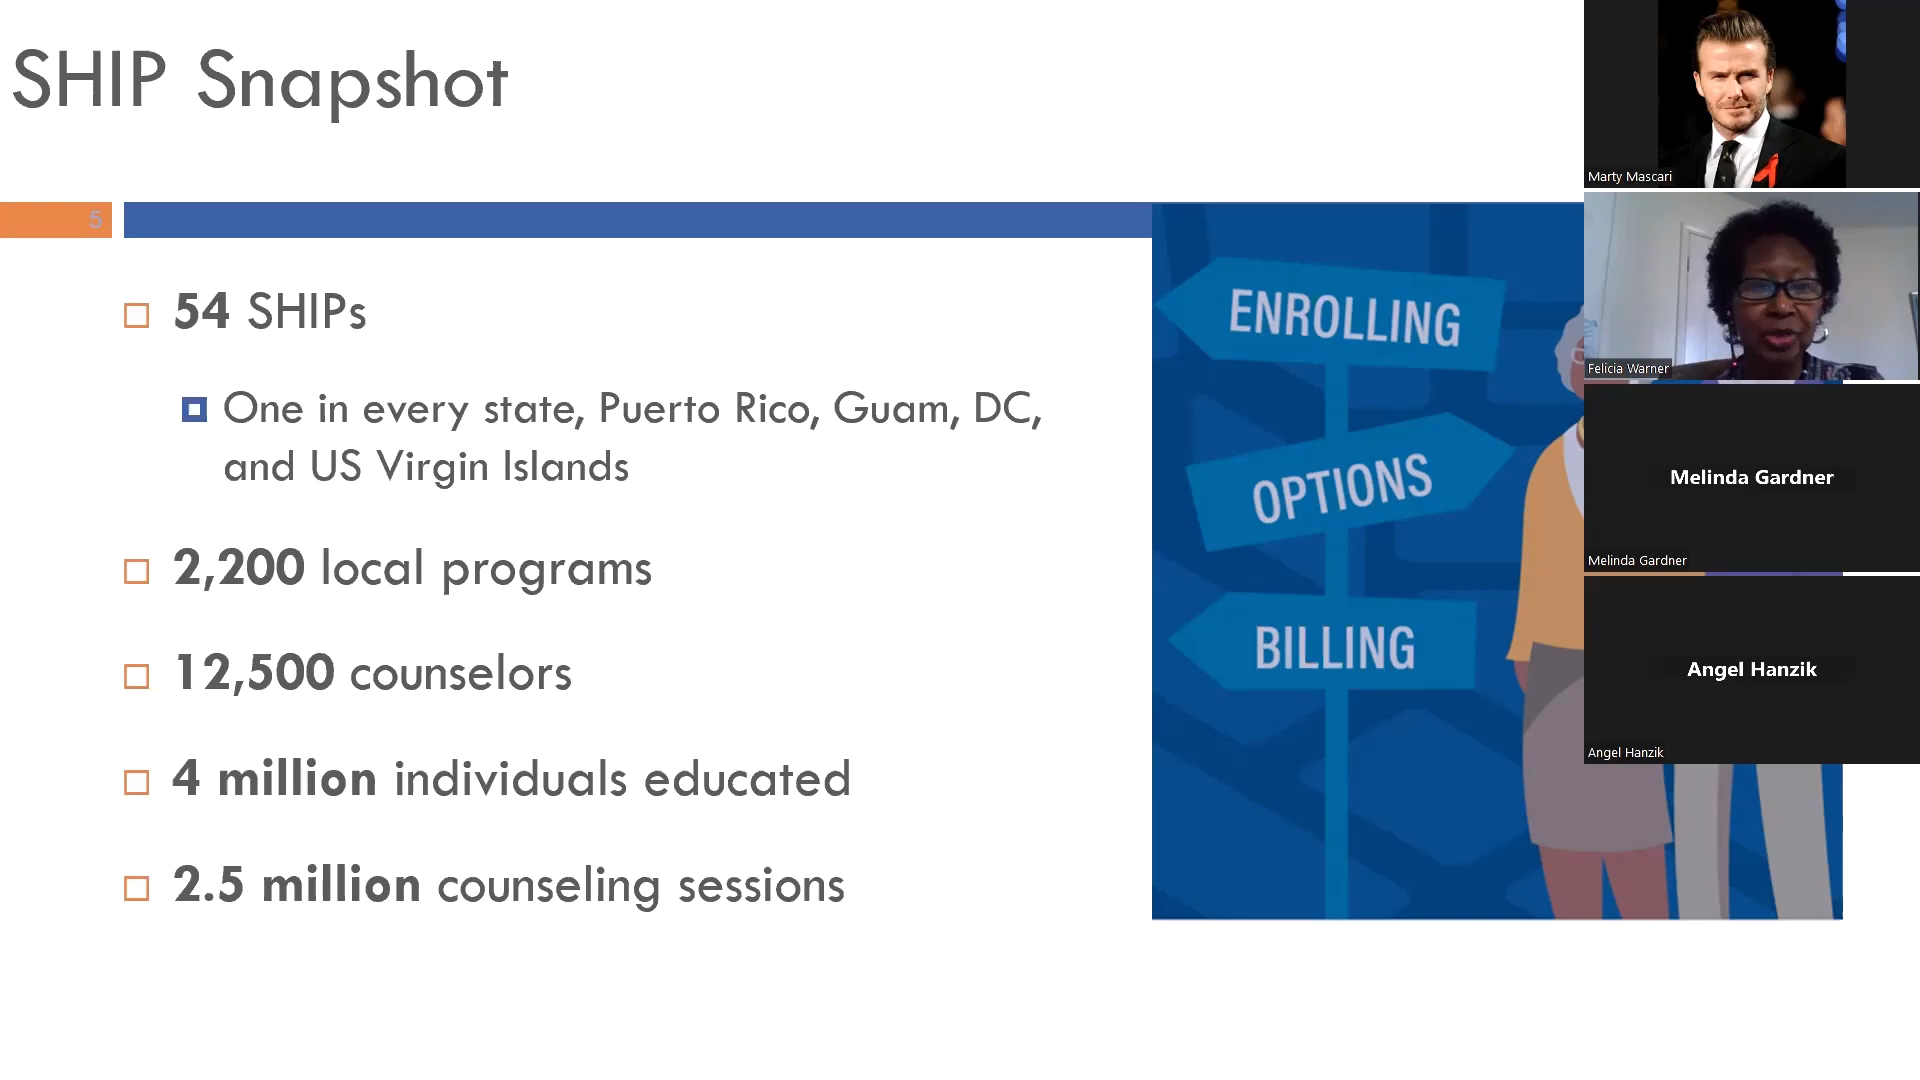 SHIP Snapshot
5
54 SHIPs
One in every state, Puerto Rico, Guam, DC,
and US Virgin Islands
2,200 local programs
12,500 counselors
4 million individuals educated
2.5 million counseling sessions
ENROLLING
OPTIONS
BILLING
Marty Mascari
Felicia Warner
Melinda Gardner
Melinda Gardner
Angel Hanzik
Angel Hanzik